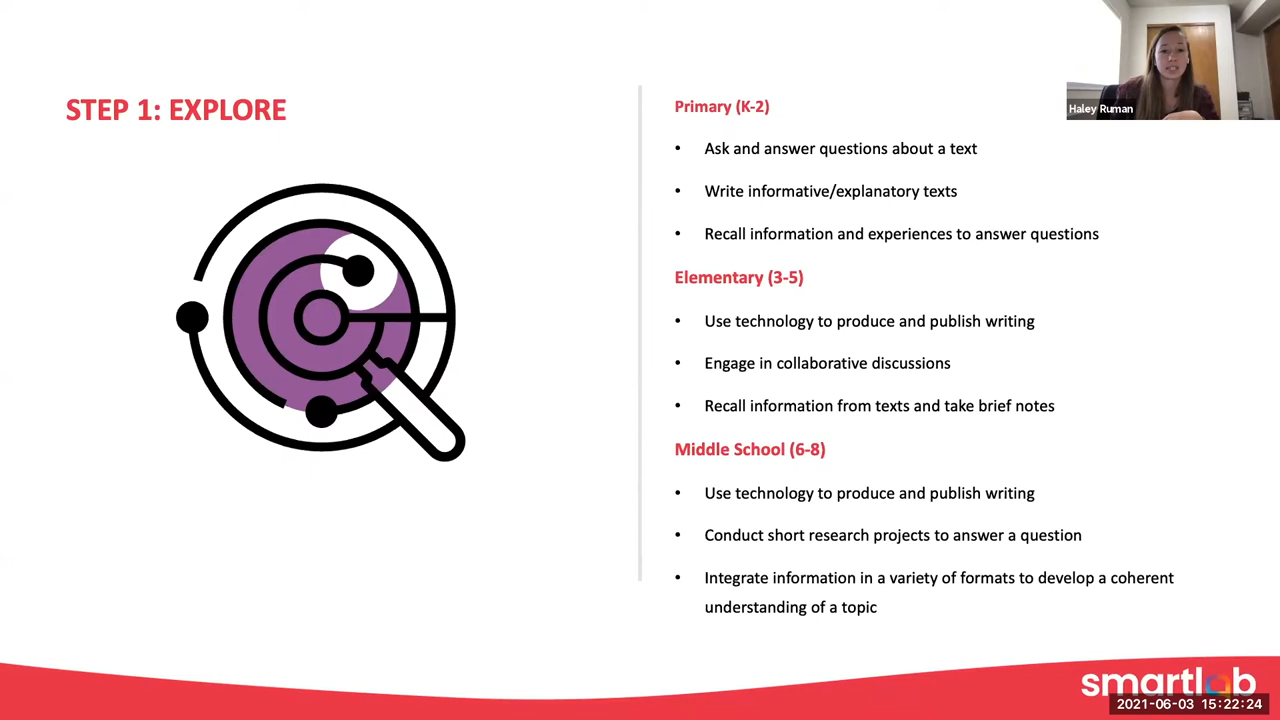 STEP 1: EXPLORE
Primary (K-2)
• Ask and answer questions about a text
• Write informative/explanatory texts
• Recall information and experiences to answer questions
Elementary (3-5)
• Use technology to produce and publish writing
• Engage in collaborative discussions
• Recall information from texts and take brief notes
Middle School (6-8)
• Use technology to produce and publish writing
• Conduct short research projects to answer a question
• Integrate information in a variety of formats to develop a coherent
understanding of a topic
Haley Ruman
smartlab
2021-06-03 15:22:24